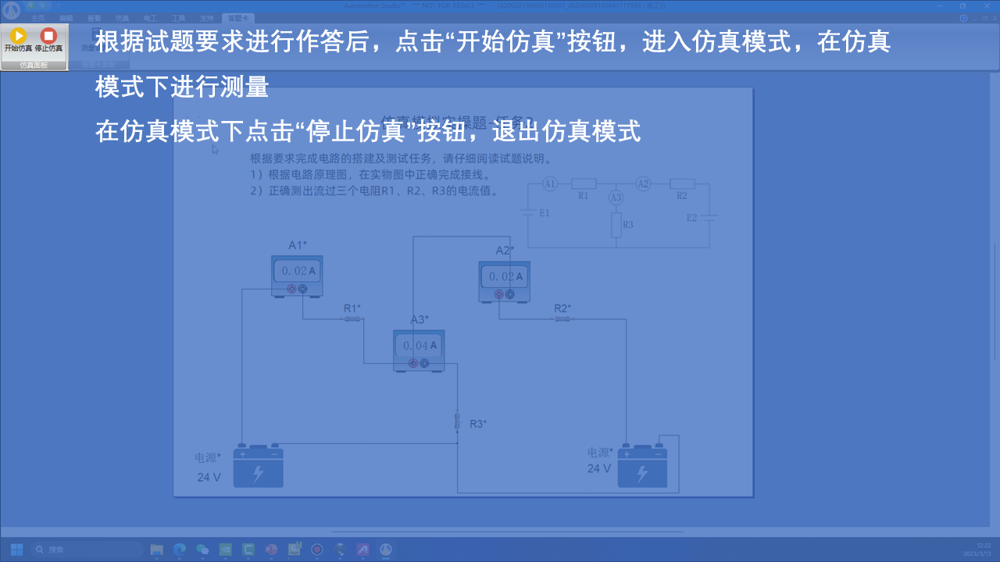 主页 编辑 查看 仿真 电工 工具 支持 答题卡
开始仿真 停止仿真
仿真面板
根据试题要求进行作答后，点击“开始仿真”按钮，进入仿真模式，在仿真
模式下进行测量
在仿真模式下点击“停止仿真”按钮，退出仿真模式
根据要求完成电路的搭建及测试任务，请仔细阅读试题说明。
1）根据电路原理图，在实物图中正确完成接线。
2）正确测出流过三个电阻R1、R2、R3的电流值。
A1 R1 A2 R2
A3
E1 R3 E2
A1*
0.02 A
A2*
0.02 A
R1*
R2*
A3*
0.04 A
R3*
电源*
24 V
电源*
24 V
搜索
12:22
2023/3/13